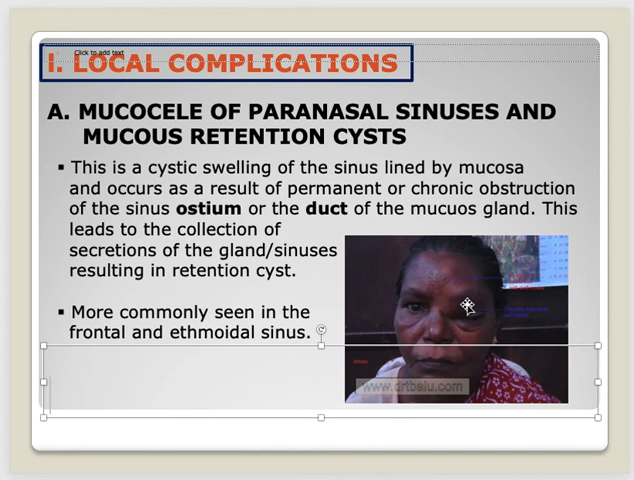 Click to add text
I. LOCAL COMPLICATIONS
A. MUCOCELE OF PARANASAL SINUSES AND
MUCOUS RETENTION CYSTS
▪ This is a cystic swelling of the sinus lined by mucosa
and occurs as a result of permanent or chronic obstruction
of the sinus ostium or the duct of the mucuos gland. This
leads to the collection of
secretions of the gland/sinuses
resulting in retention cyst.
▪ More commonly seen in the
frontal and ethmoidal sinus.
www.drtbalu.com